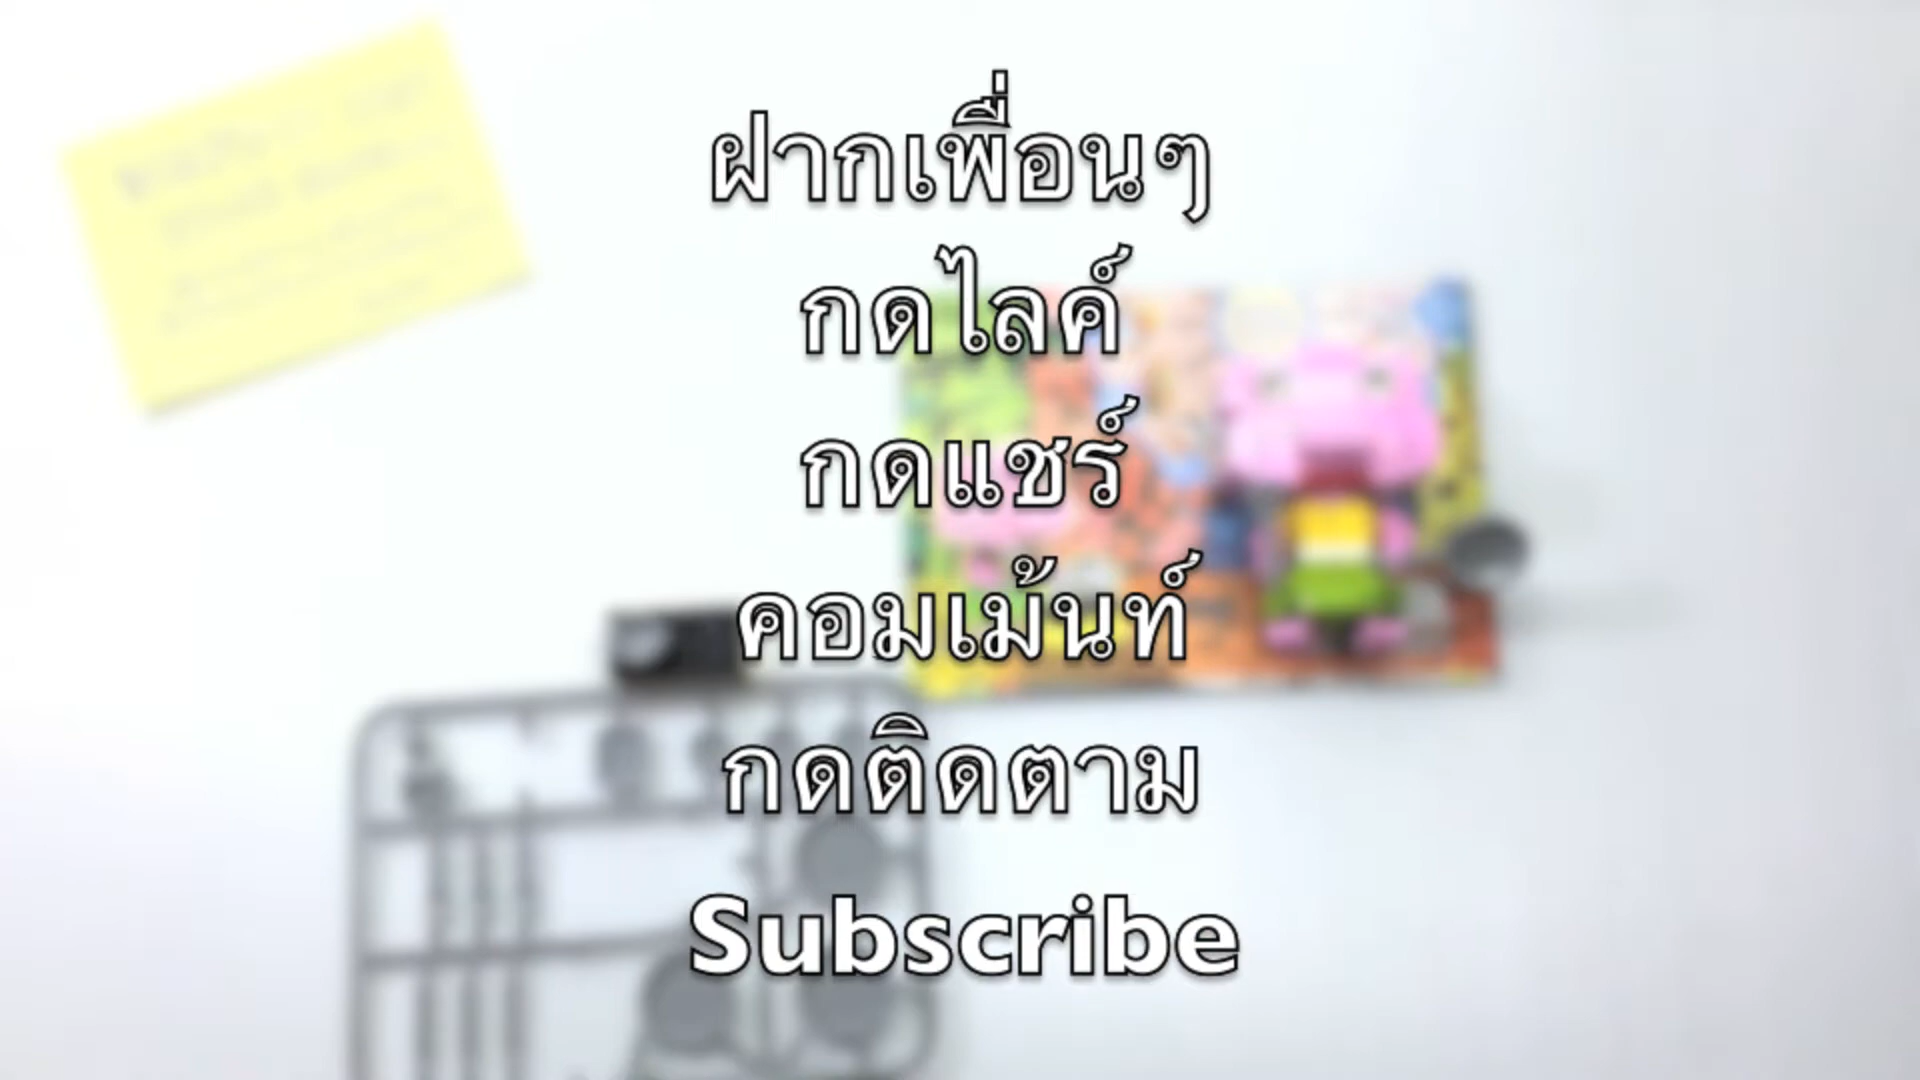 ฝากเพื่อนๆ
กดไลค์
กดแชร์
คอมเม้นท์
กดติดตาม
Subscribe